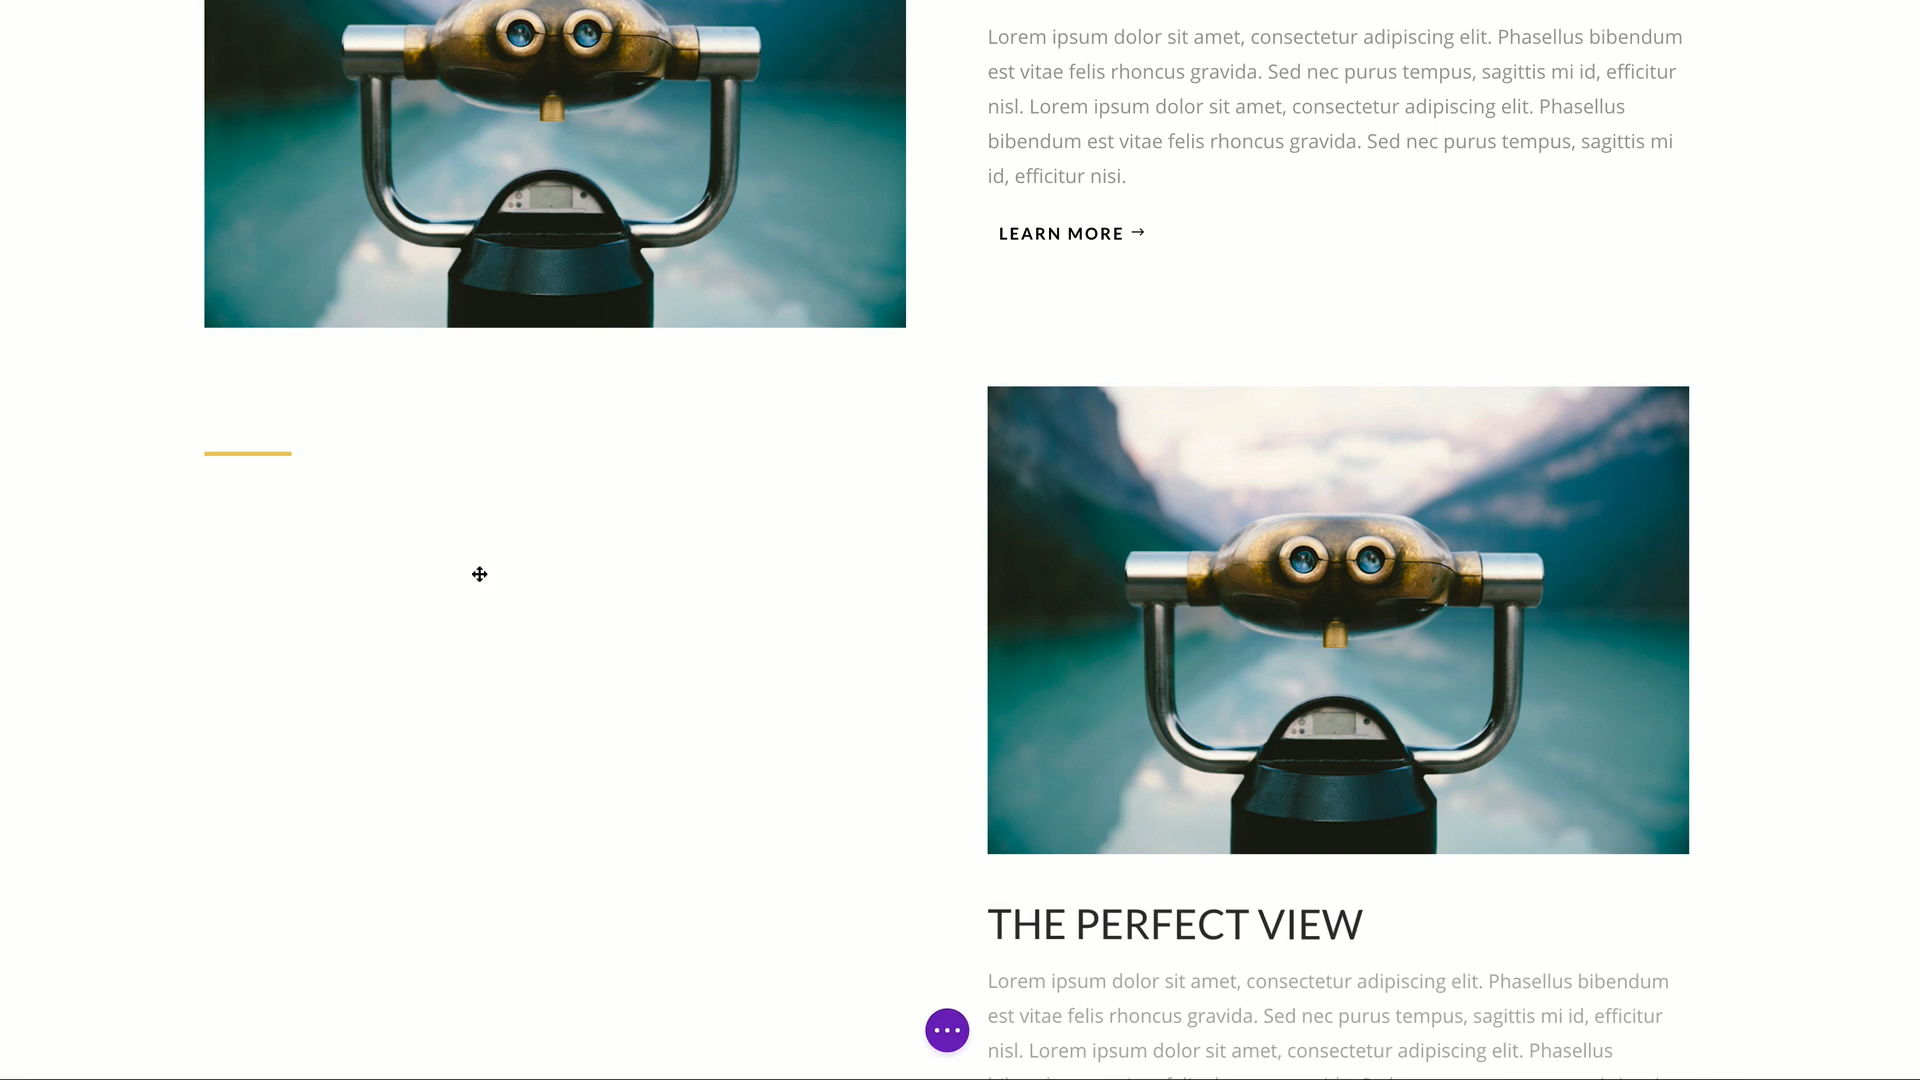 Lorem ipsum dolor sit amet, consectetur adipiscing elit. Phasellus bibendum
est vitae felis rhoncus gravida. Sed nec purus tempus, sagittis mi id, efficitur
nisl. Lorem ipsum dolor sit amet, consectetur adipiscing elit. Phasellus
bibendum est vitae felis rhoncus gravida. Sed nec purus tempus, sagittis mi
id, efficitur nisi.
LEARN MORE →
THE PERFECT VIEW
Lorem ipsum dolor sit amet, consectetur adipiscing elit. Phasellus bibendum
est vitae felis rhoncus gravida. Sed nec purus tempus, sagittis mi id, efficitur
nisl. Lorem ipsum dolor sit amet, consectetur adipiscing elit. Phasellus